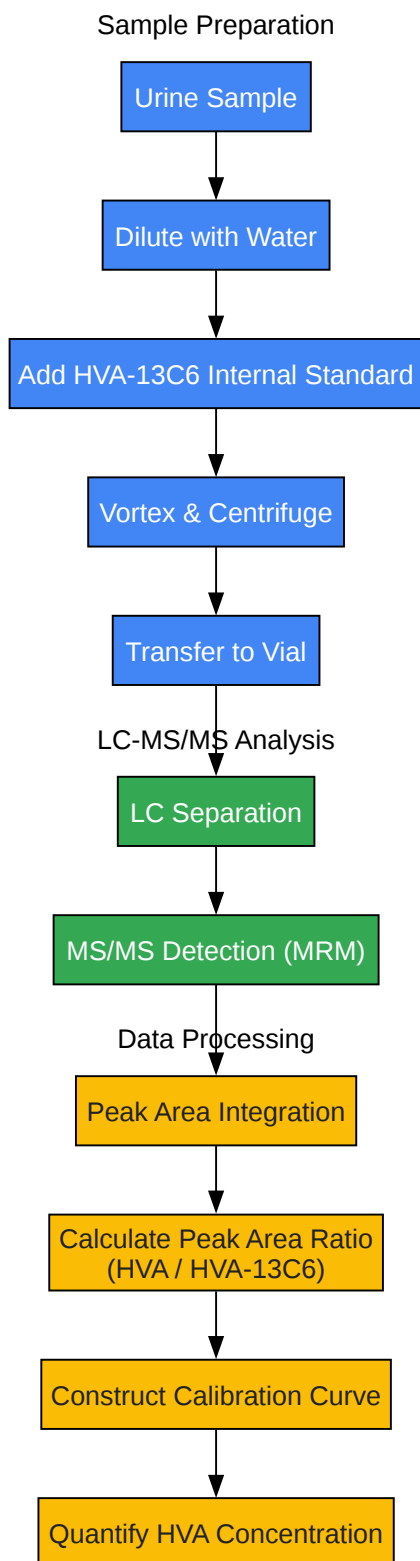 Sample Preparation
Urine Sample
Dilute with Water
Add HVA-13C6 Internal Standard
Vortex & Centrifuge
Transfer to Vial
LC-MS/MS Analysis
LC Separation
MS/MS Detection (MRM)
Data Processing
Peak Area Integration
Calculate Peak Area Ratio
(HVA / HVA-13C6)
Construct Calibration Curve
Quantify HVA Concentration